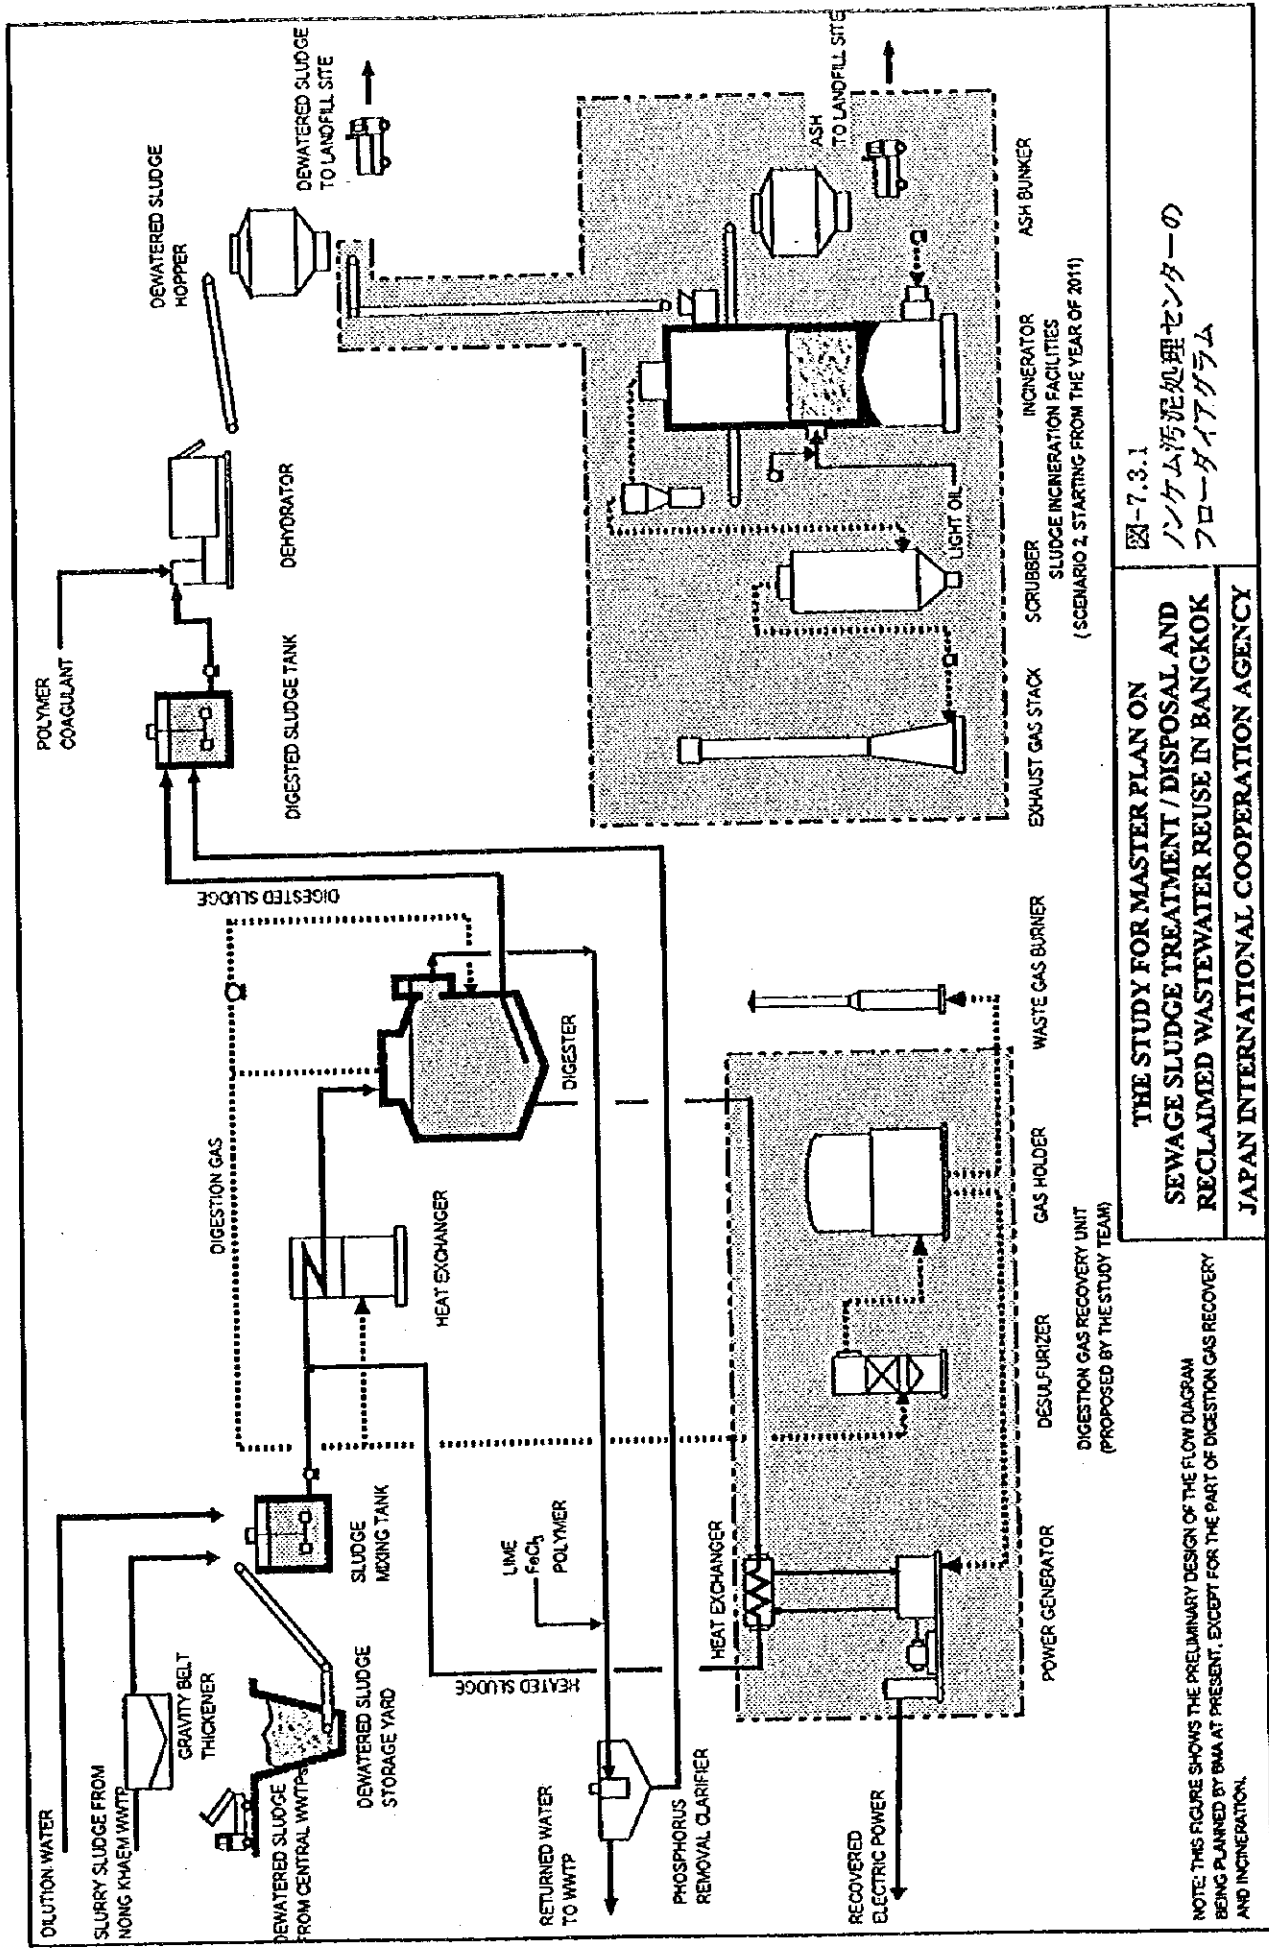 DILUTION WATER
SLURRY SLUDGE FROM
NONG KHAEM WWTP
GRAVITY BELT
THICKENER
DEWATERED SLUDGE
FROM CENTRAL WWTPs
DEWATERED SLUDGE
STORAGE YARD
SLUDGE
MIXING TANK
HEAT EXCHANGER
DIGESTION GAS
DIGESTER
DIGESTED SLUDGE
POLYMER
COAGULANT
DIGESTED SLUDGE TANK
DEHYDRATOR
DEWATERED SLUDGE
HOPPER
DEWATERED SLUDGE
TO LANDFILL SITE
RETURNED WATER
TO WWTP
PHOSPHORUS
REMOVAL CLARIFIER
HEATED SLUDGE
LIME
FeCl₃
POLYMER
HEAT EXCHANGER
RECOVERED
ELECTRIC POWER
POWER GENERATOR
DESULFURIZER
GAS HOLDER
WASTE GAS BURNER
DIGESTION GAS RECOVERY UNIT
(PROPOSED BY THE STUDY TEAM)
EXHAUST GAS STACK
SCRUBBER
LIGHT OIL
INCINERATOR
ASH BUNKER
ASH
TO LANDFILL SITE
SLUDGE INCINERATION FACILITIES
( SCENARIO 2, STARTING FROM THE YEAR OF 2011)
NOTE: THIS FIGURE SHOWS THE PRELIMINARY DESIGN OF THE FLOW DIAGRAM
BEING PLANNED BY BMA AT PRESENT, EXCEPT FOR THE PART OF DIGESTION GAS RECOVERY
AND INCINERATION.
THE STUDY FOR MASTER PLAN ON
SEWAGE SLUDGE TREATMENT / DISPOSAL AND
RECLAIMED WASTEWATER REUSE IN BANGKOK
JAPAN INTERNATIONAL COOPERATION AGENCY
図-7.3.1
ノンケム汚泥処理センターの
フローダイアグラム